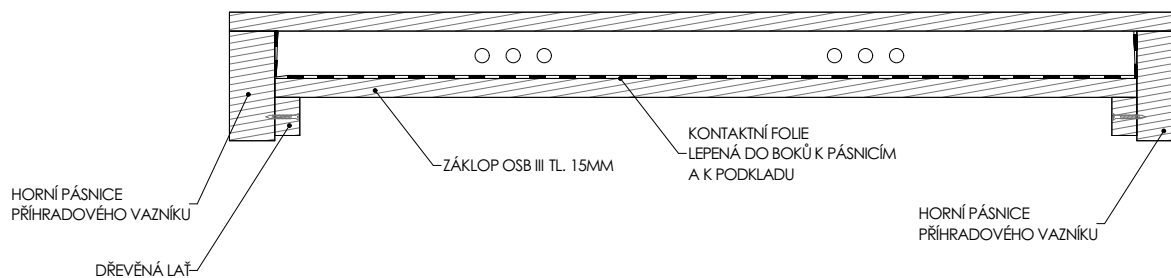 KONTAKTNÍ FOLIE
LEPENÁ DO BOKŮ K PÁSNICÍM
A K PODKLADU
ZÁKLOP OSB III TL. 15MM
HORNÍ PÁSNICE
PŘÍHRADOVÉHO VAZNÍKU
HORNÍ PÁSNICE
PŘÍHRADOVÉHO VAZNÍKU
DŘEVĚNÁ LAŤ